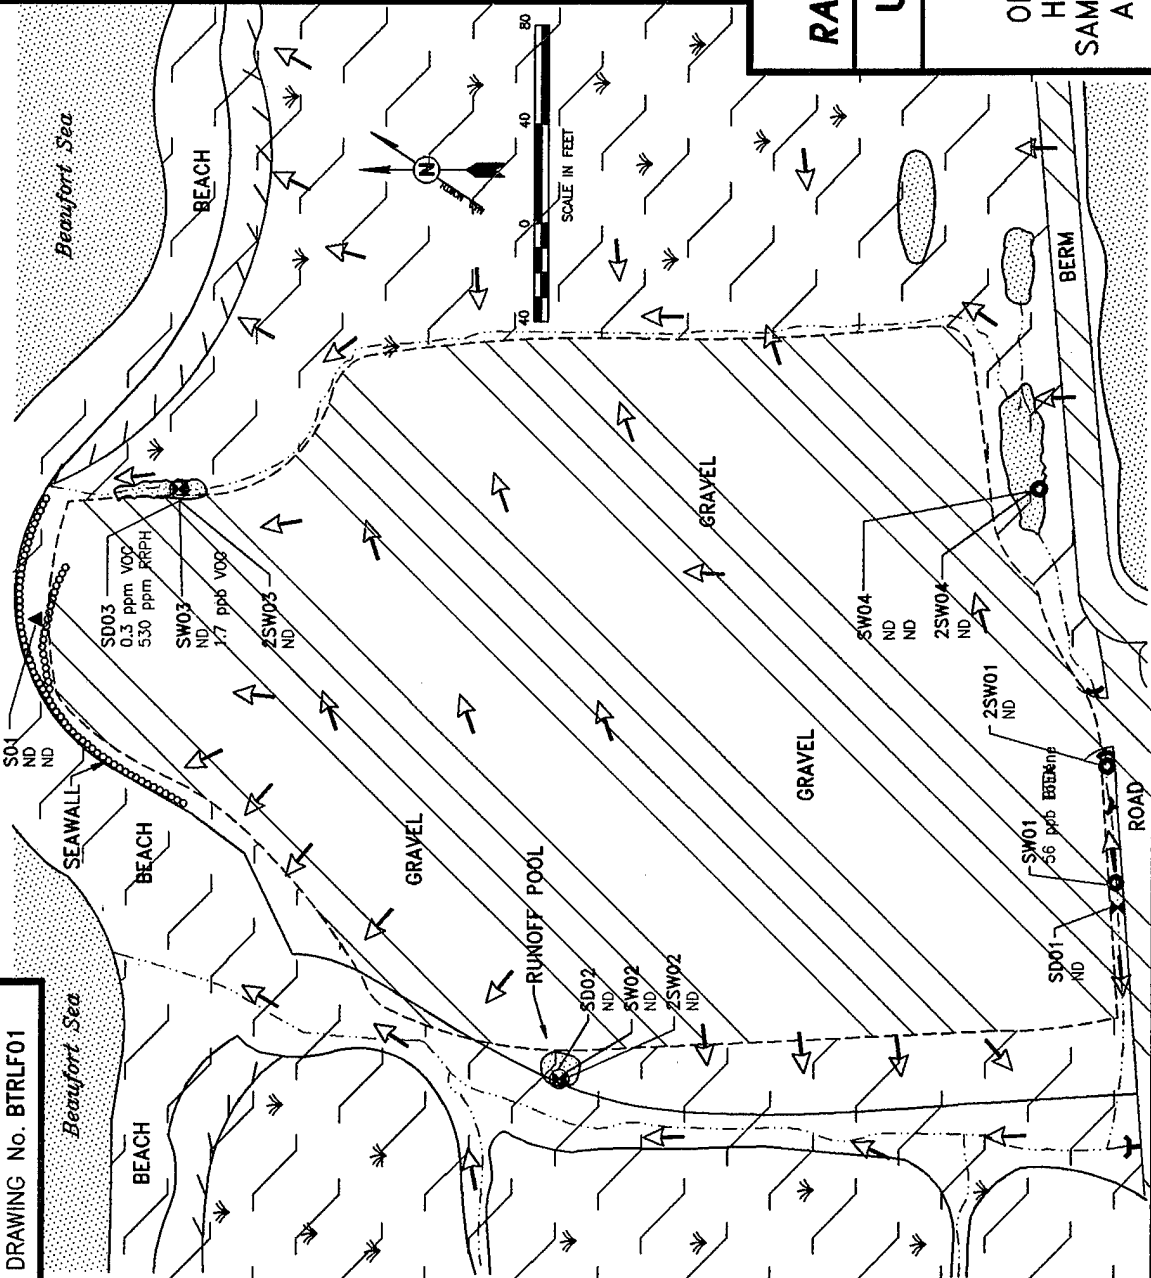 DRAWING No. BTRLF01
Beaufort Sea
Beaufort Sea
BEACH
BEACH
BEACH
SEAWALL
S01
ND
ND
SD03
0.3 ppm VOC
530 ppm RRPH
SW03
ND
1.7 ppb VOC
2SW03
ND
N
40
0
40
80
SCALE IN FEET
GRAVEL
GRAVEL
GRAVEL
RUNOFF POOL
SD02
ND
SW02
ND
2SW02
ND
SW04
ND
ND
2SW04
ND
2SW01
ND
SW01
56 ppb
SD01
ND
ROAD
BERM
RA
U
H
SAM
A